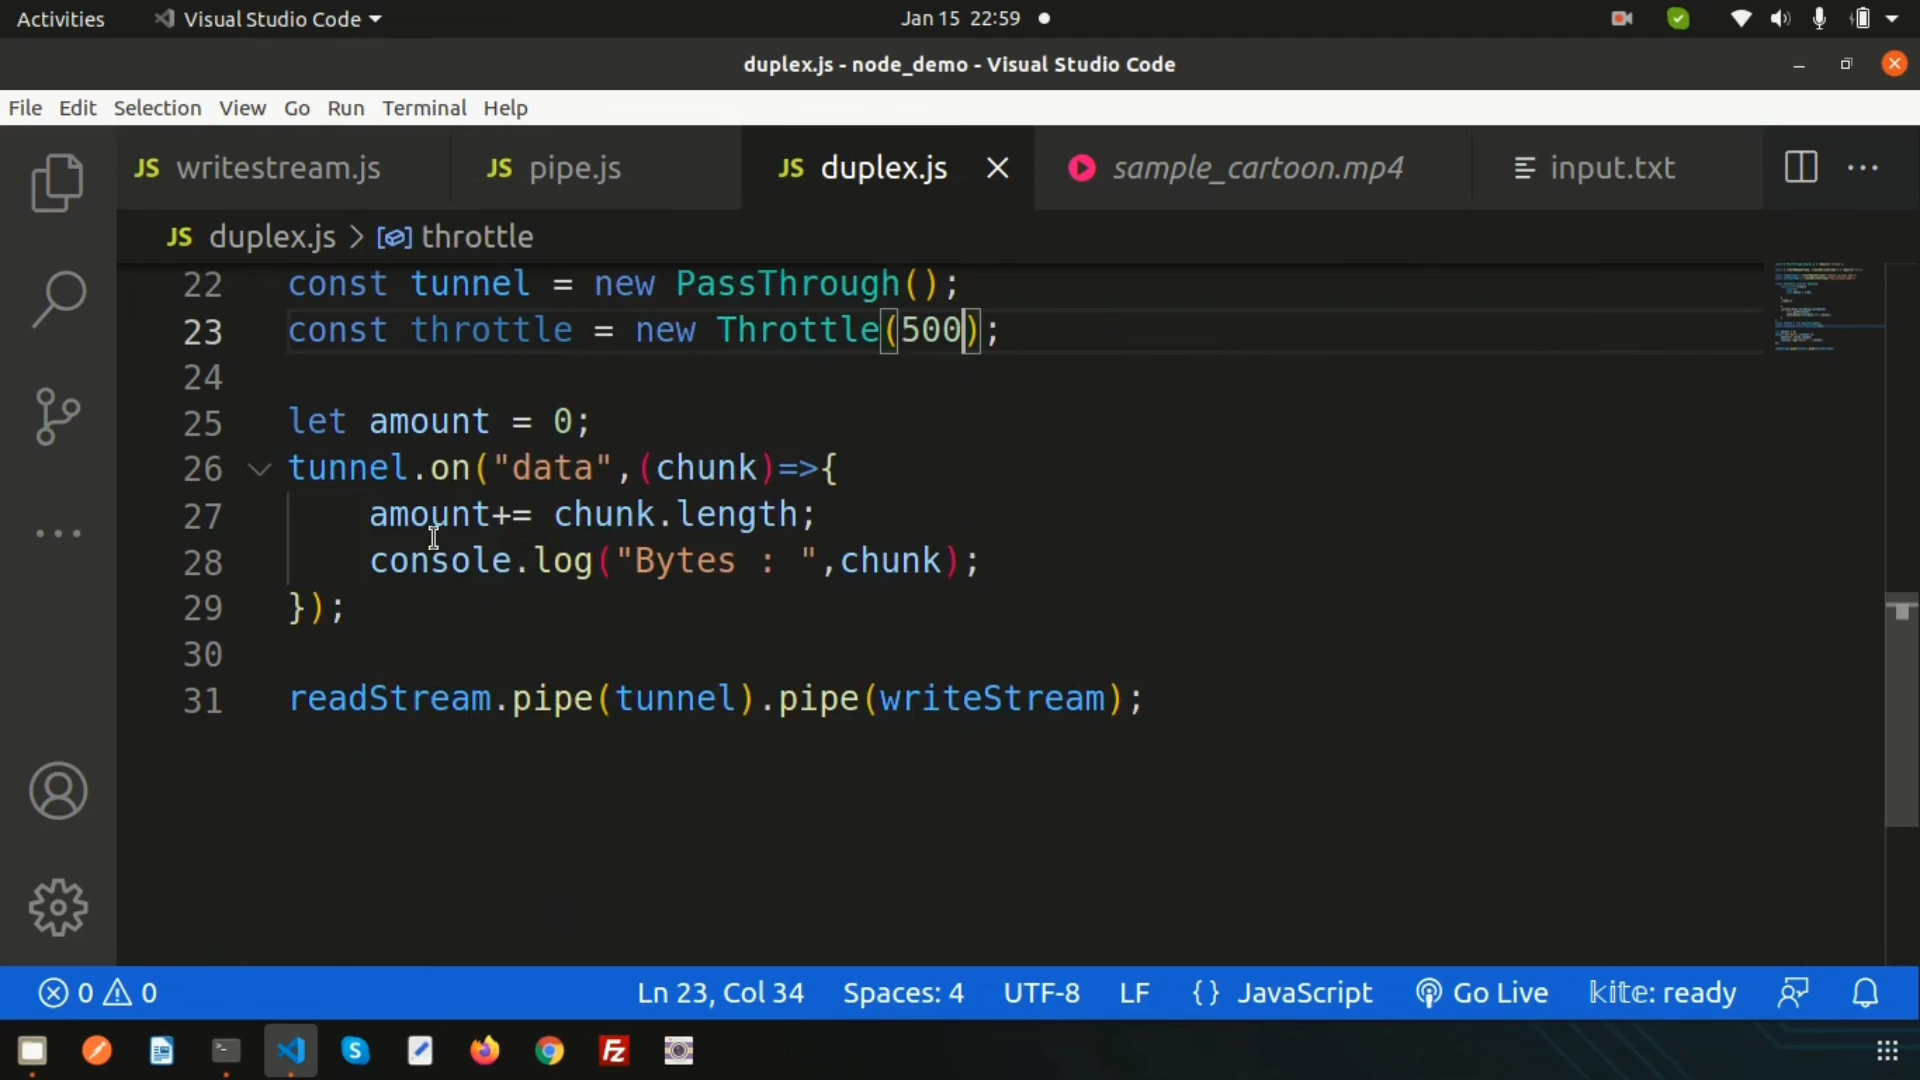 Activities Visual Studio Code Jan 15 22:59
duplex.js - node_demo - Visual Studio Code
File Edit Selection View Go Run Terminal Help
JS writestream.js JS pipe.js JS duplex.js sample_cartoon.mp4 input.txt
JS duplex.js > throttle
22 const tunnel = new PassThrough();
23 const throttle = new Throttle(500);
24
25 let amount = 0;
26 tunnel.on("data",(chunk)=>{
27 amount+= chunk.length;
28 console.log("Bytes : ",chunk);
29 });
30
31 readStream.pipe(tunnel).pipe(writeStream);
0 0 Ln 23, Col 34 Spaces: 4 UTF-8 LF {} JavaScript Go Live kite: ready